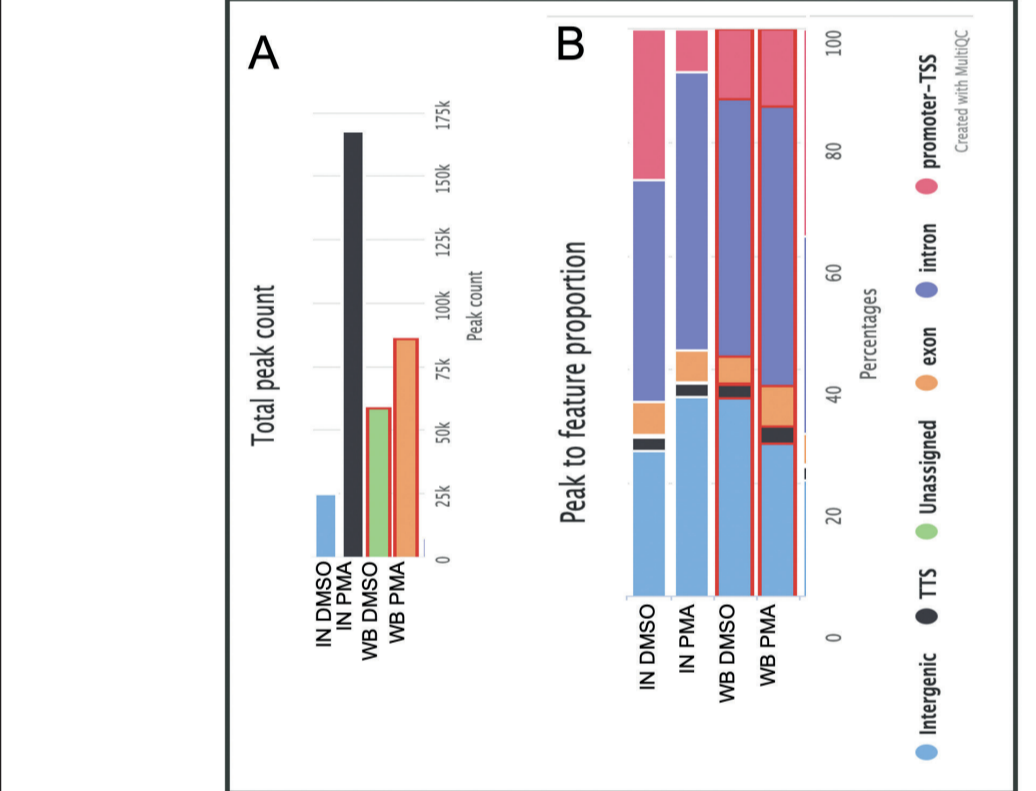 A
Total peak count
175k
150k
125k
100k
75k
50k
25k
0
Peak count
IN DMSO
IN PMA
WB DMSO
WB PMA
B
Peak to feature proportion
100
80
60
40
20
0
Percentages
IN DMSO
IN PMA
WB DMSO
WB PMA
Intergenic
TTS
Unassigned
exon
intron
promoter-TSS
Created with MultiQC